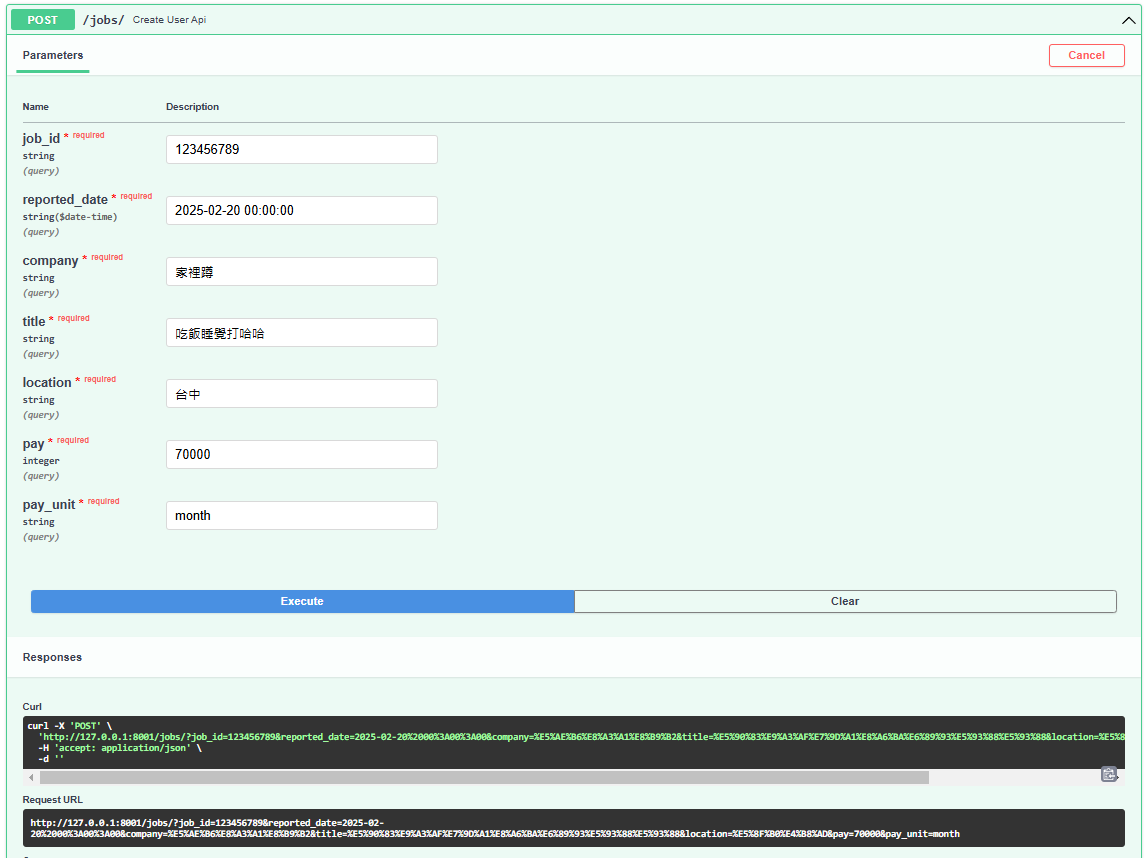 POST /jobs/ Create User Api
Parameters
Cancel
Name Description
job_id * required
string
(query)
123456789
reported_date * required
string($date-time)
(query)
2025-02-20 00:00:00
company * required
string
(query)
家裡蹲
title * required
string
(query)
吃飯睡覺打哈哈
location * required
string
(query)
台中
pay * required
integer
(query)
70000
pay_unit * required
string
(query)
month
Execute
Clear
Responses
Curl
curl -X 'POST' \
'http://127.0.0.1:8001/jobs/?job_id=123456789&reported_date=2025-02-20%2000%3A00%3A00&company=%E5%AE%B6%E8%A3%A1%E8%B9%B2&title=%E5%90%83%E9%A3%AF%E7%9D%A1%E8%A6%BA%E6%89%93%E5%93%88%E5%93%88&location=%E5%8
-H 'accept: application/json' \
-d ''
Request URL
http://127.0.0.1:8001/jobs/?job_id=123456789&reported_date=2025-02-
20%2000%3A00%3A00&company=%E5%AE%B6%E8%A3%A1%E8%B9%B2&title=%E5%90%83%E9%A3%AF%E7%9D%A1%E8%A6%BA%E6%89%93%E5%93%88%E5%93%88&location=%E5%8F%B0%E4%B8%AD&pay=70000&pay_unit=month